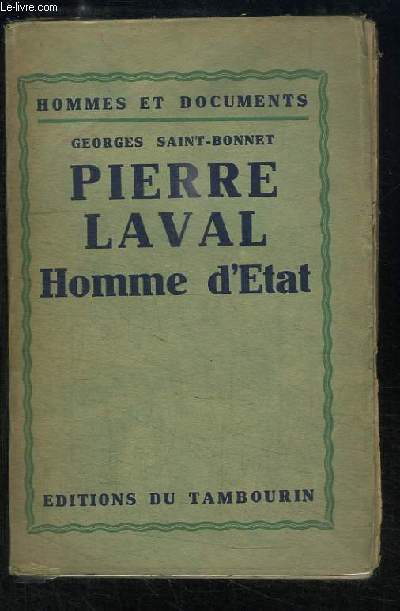 Le-livre.com
HOMMES ET DOCUMENTS
GEORGES SAINT-BONNET
PIERRE
LAVAL
Homme d'Etat
EDITIONS DU TAMBOURIN